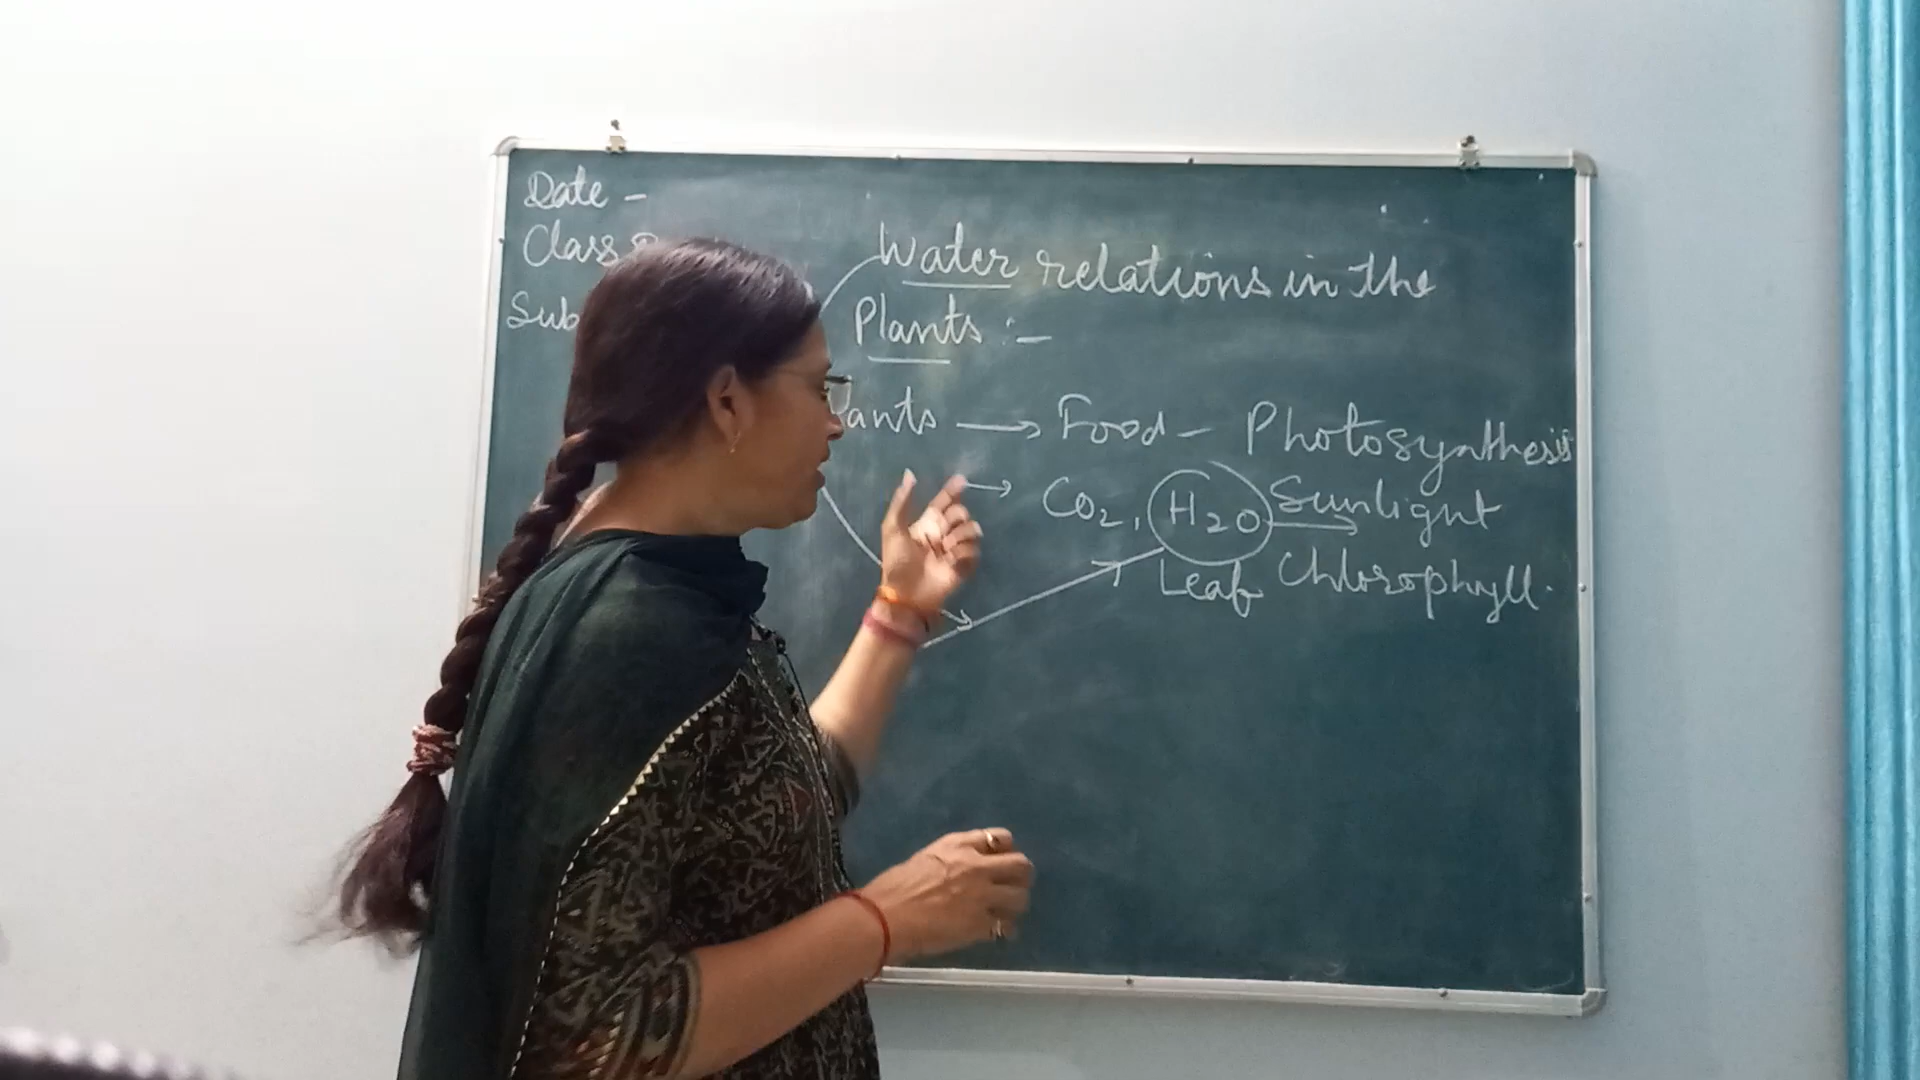 Date -
Class
Sub
Water relations in the
Plants :-
ants → Food - Photosynthesis
→ CO2, H2O Sunlight
Leaf Chlorophyll.